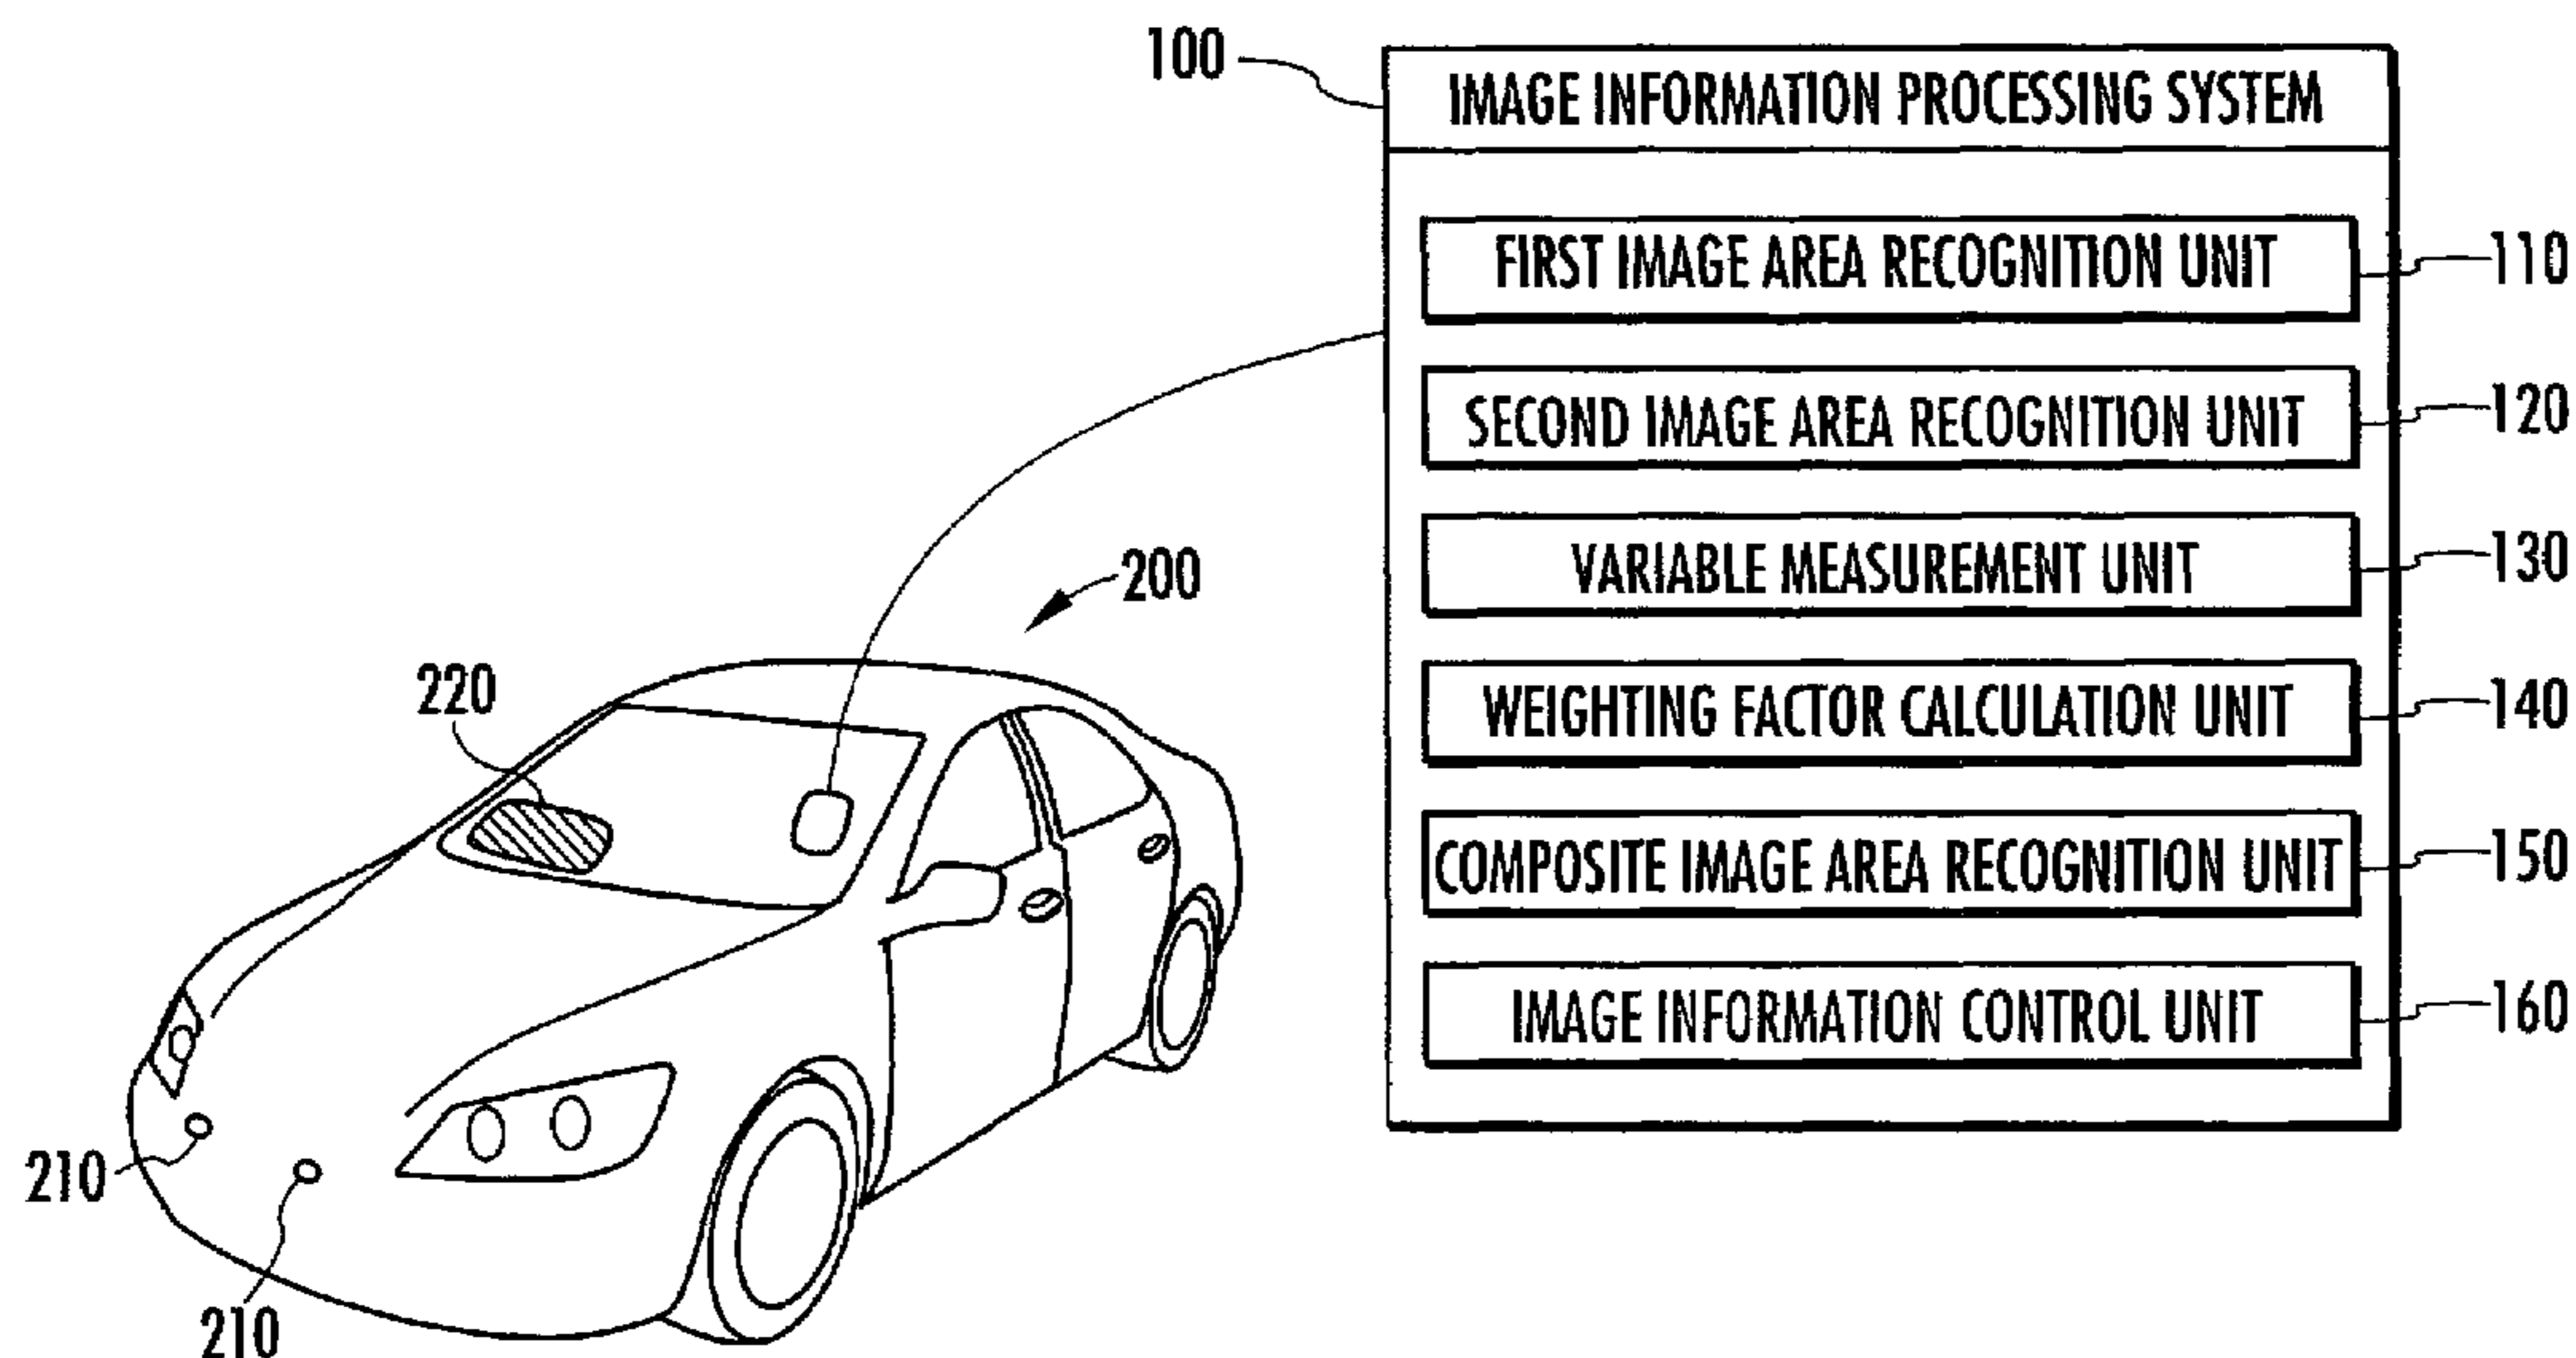 100
IMAGE INFORMATION PROCESSING SYSTEM
FIRST IMAGE AREA RECOGNITION UNIT
110
SECOND IMAGE AREA RECOGNITION UNIT
120
VARIABLE MEASUREMENT UNIT
130
WEIGHTING FACTOR CALCULATION UNIT
140
COMPOSITE IMAGE AREA RECOGNITION UNIT
150
IMAGE INFORMATION CONTROL UNIT
160
200
220
210
210